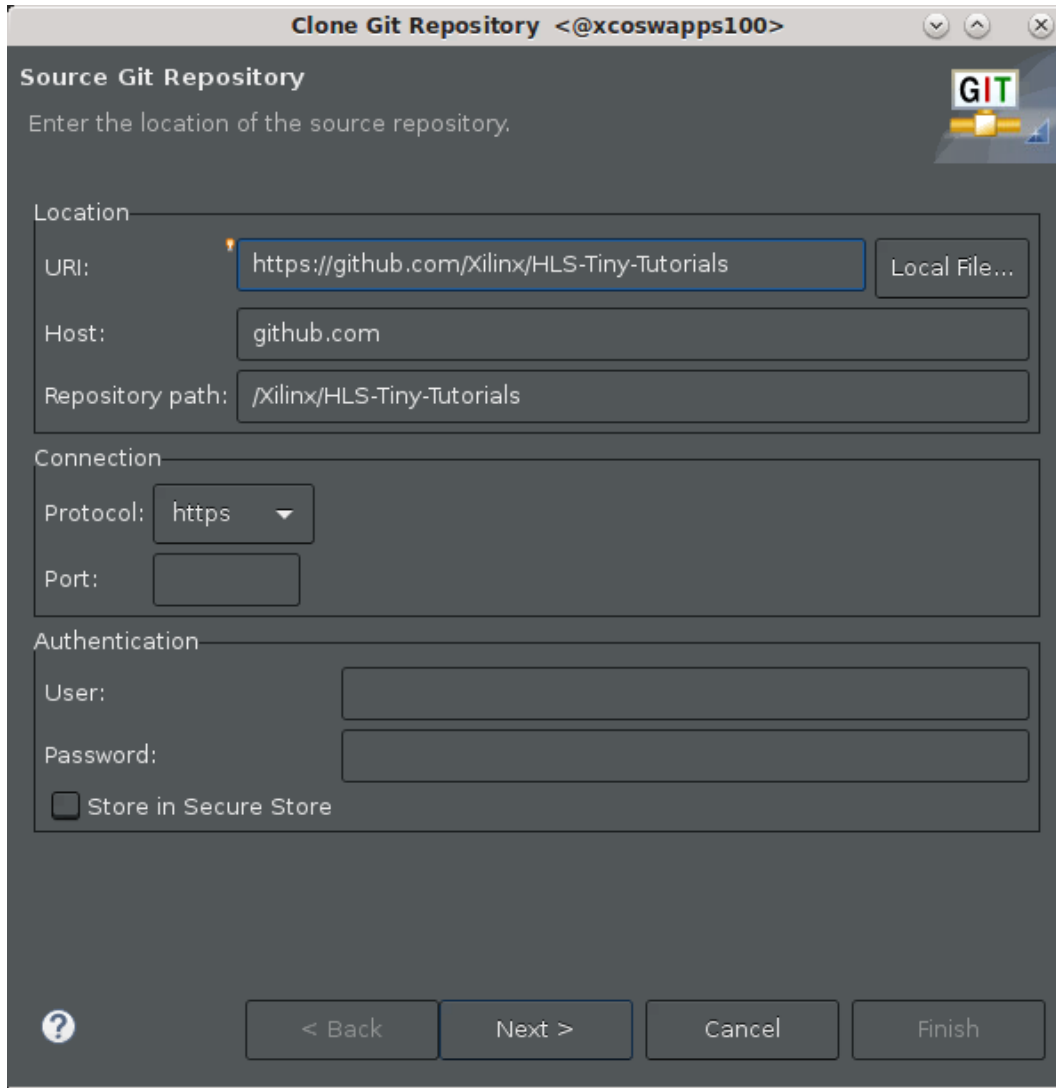 Clone Git Repository <@xcoswapps100>
Source Git Repository
GIT
Enter the location of the source repository.
Location
URI: https://github.com/Xilinx/HLS-Tiny-Tutorials Local File...
Host: github.com
Repository path: /Xilinx/HLS-Tiny-Tutorials
Connection
Protocol: https
Port:
Authentication
User:
Password:
Store in Secure Store
? < Back Next > Cancel Finish